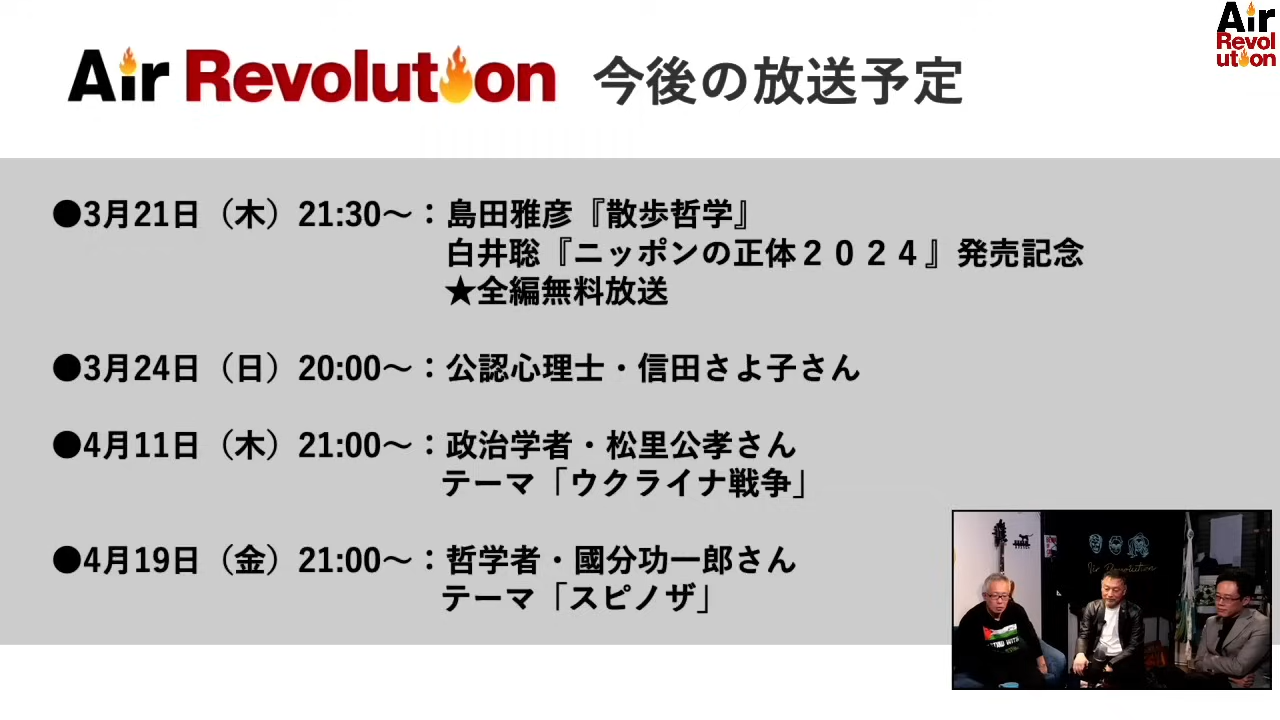 Air Revolution 今後の放送予定
Air
Revol
ution
●3月21日（木）21:30～：島田雅彦『散歩哲学』
白井聡『ニッポンの正体２０２４』発売記念
★全編無料放送
●3月24日（日）20:00～：公認心理士・信田さよ子さん
●4月11日（木）21:00～：政治学者・松里公孝さん
テーマ「ウクライナ戦争」
●4月19日（金）21:00～：哲学者・國分功一郎さん
テーマ「スピノザ」
Air Revolution